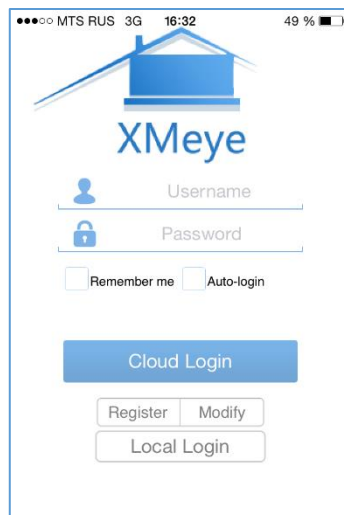 MTS RUS 3G 16:32 49 %
XMeye
Username
Password
Remember me Auto-login
Cloud Login
Register Modify
Local Login